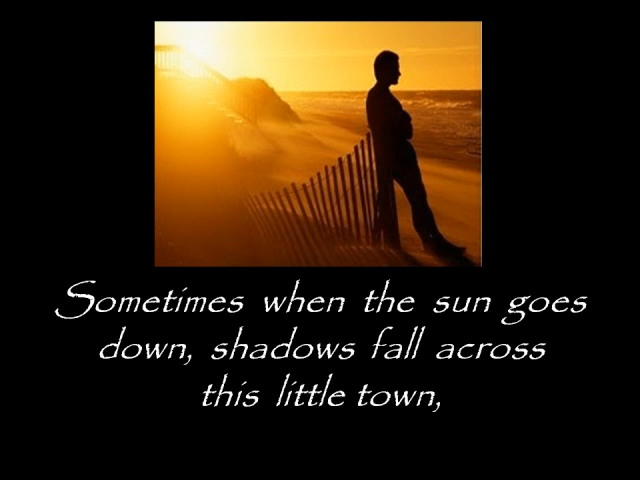 Sometimes when the sun goes
down, shadows fall across
this little town,